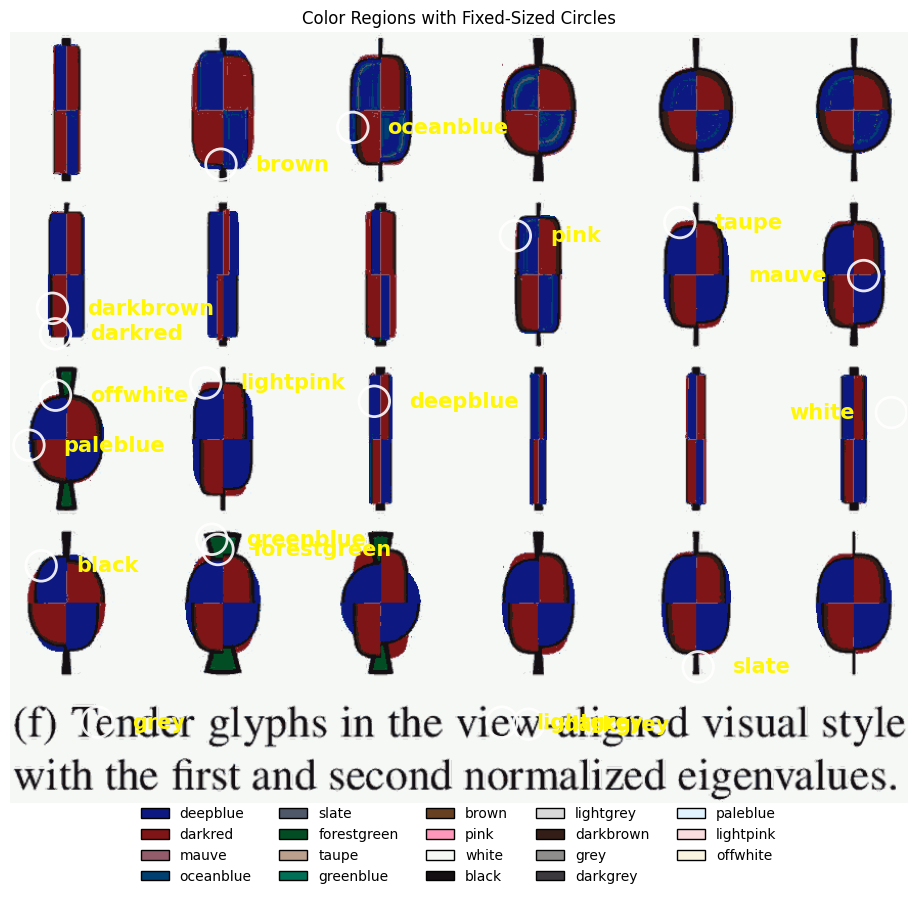 Color Regions with Fixed-Sized Circles
oceanblue
brown
pink
taupe
mauve
darkbrown
darkred
offwhite
lightpink
deepblue
white
paleblue
greenblue
forestgreen
black
slate
grey
lightgrey
darkgrey
(f) Tender glyphs in the view-aligned visual style
with the first and second normalized eigenvalues.
deepblue slate brown lightgrey paleblue
darkred forestgreen pink darkbrown lightpink
mauve taupe white grey offwhite
oceanblue greenblue black darkgrey